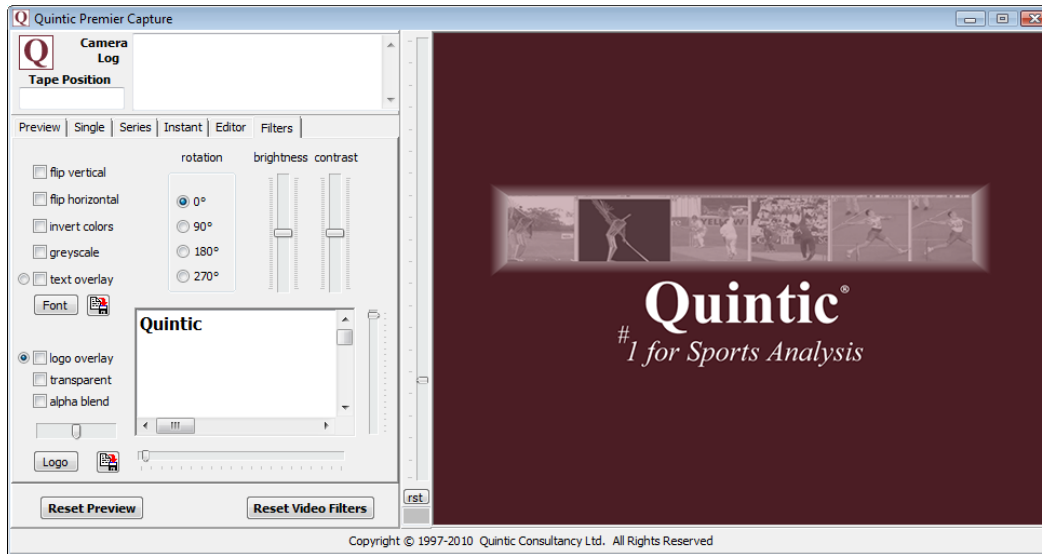 Quintic Premier Capture
Q
Camera
Log
Tape Position
Preview Single Series Instant Editor Filters
rotation brightness contrast
flip vertical
flip horizontal
invert colors
greyscale
text overlay
0°
90°
180°
270°
Font
Quintic
logo overlay
transparent
alpha blend
Logo
Reset Preview Reset Video Filters
rst
Quintic®
#1 for Sports Analysis
Copyright © 1997-2010 Quintic Consultancy Ltd. All Rights Reserved